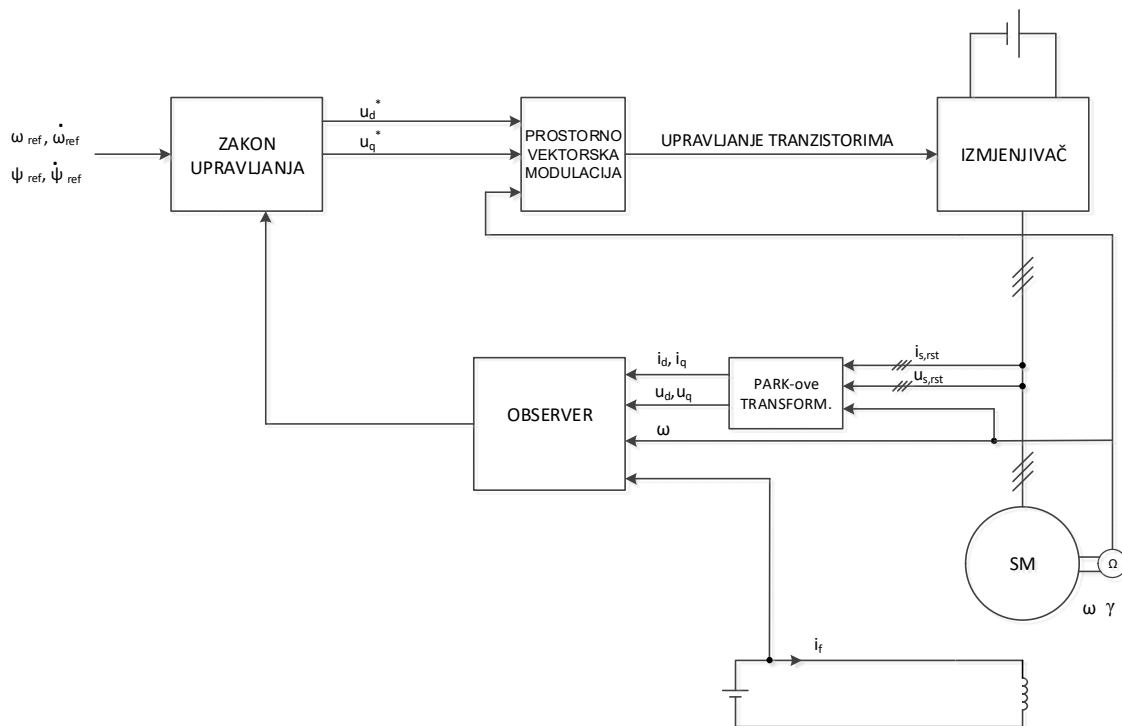 ω ref, ω̇ ref
ψ ref, ψ̇ ref
ZAKON
UPRAVLJANJA
u_d^*
u_q^*
PROSTORNO
VEKTORSKA
MODULACIJA
UPRAVLJANJE TRANZISTORIMA
IZMJENJIVAČ
OBSERVER
i_d, i_q
u_d, u_q
ω
PARK-ove
TRANSFORM.
i_s,rst
u_s,rst
SM
Ω
ω γ
i_f